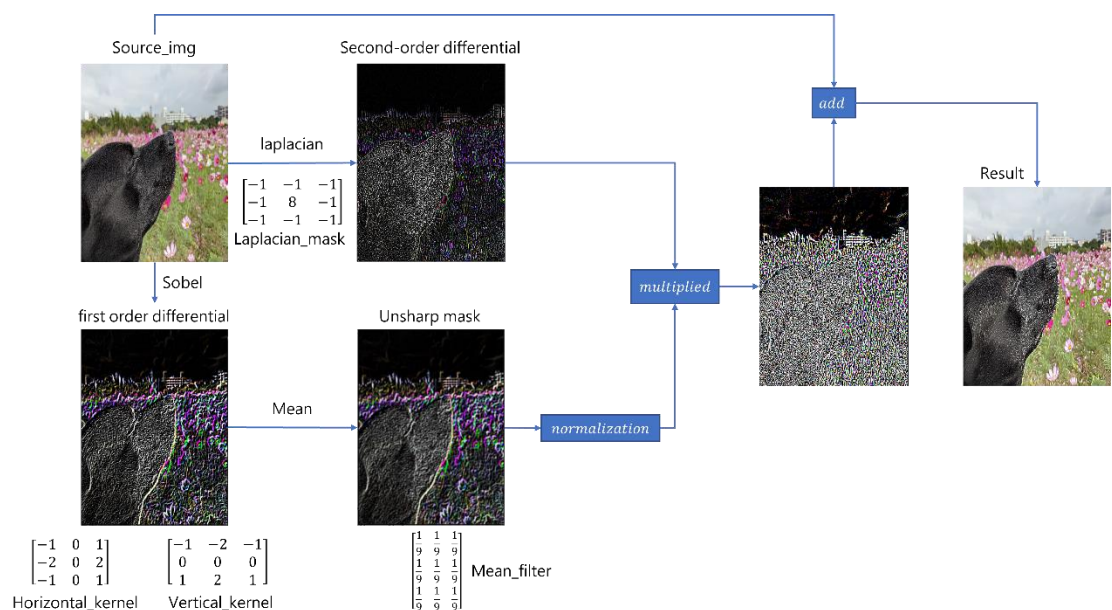 Source_img
Second-order differential
add
laplacian
Result
−1 −1 −1
−1 8 −1
−1 −1 −1
Laplacian_mask
Sobel
multiplied
first order differential
Unsharp mask
Mean
normalization
−1 0 1
−2 0 2
−1 0 1
Horizontal_kernel
−1 −2 −1
0 0 0
1 2 1
Vertical_kernel
1/9 1/9 1/9
1/9 1/9 1/9
1/9 1/9 1/9
Mean_filter